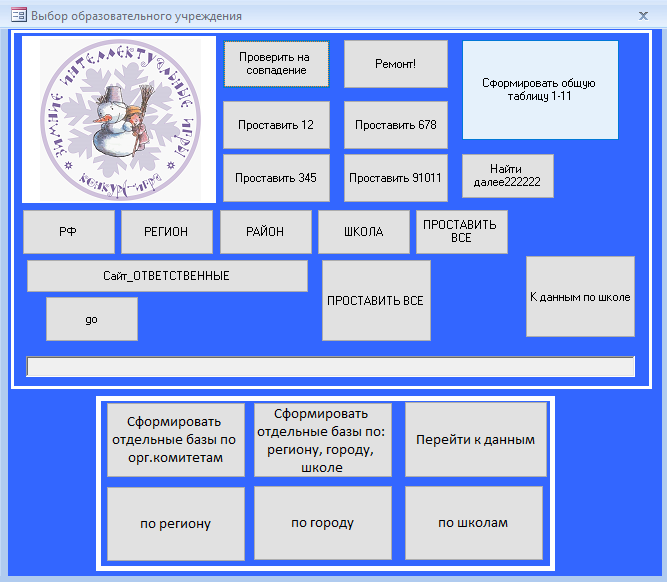 Выбор образовательного учреждения
ЗИМНИЕ ИНТЕЛЛЕКТУАЛЬНЫЕ ИГРЫ
КОНКУРС-ИГРА
Проверить на
совпадение
Ремонт!
Сформировать общую
таблицу 1-11
Проставить 12
Проставить 678
Проставить 345
Проставить 91011
Найти
далее222222
РФ
РЕГИОН
РАЙОН
ШКОЛА
ПРОСТАВИТЬ
ВСЕ
Сайт_ОТВЕТСТВЕННЫЕ
ПРОСТАВИТЬ ВСЕ
К данным по школе
go
Сформировать
отдельные базы по
орг.комитетам
Сформировать
отдельные базы по:
региону, городу,
школе
Перейти к данным
по региону
по городу
по школам